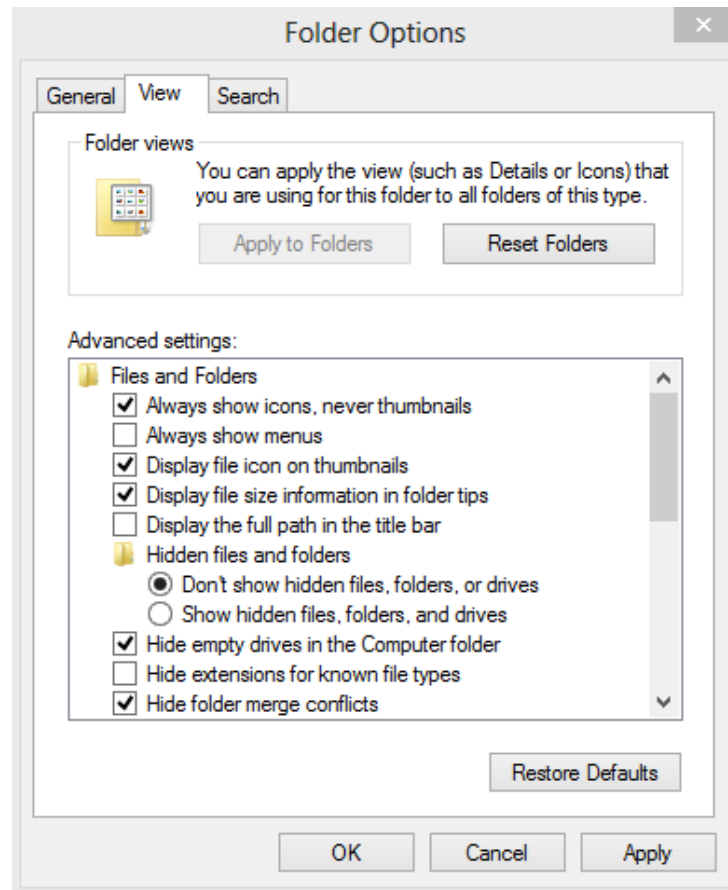 Folder Options
General
View
Search
Folder views
You can apply the view (such as Details or Icons) that
you are using for this folder to all folders of this type.
Apply to Folders
Reset Folders
Advanced settings:
Files and Folders
Always show icons, never thumbnails
Always show menus
Display file icon on thumbnails
Display file size information in folder tips
Display the full path in the title bar
Hidden files and folders
Don't show hidden files, folders, or drives
Show hidden files, folders, and drives
Hide empty drives in the Computer folder
Hide extensions for known file types
Hide folder merge conflicts
Restore Defaults
OK
Cancel
Apply